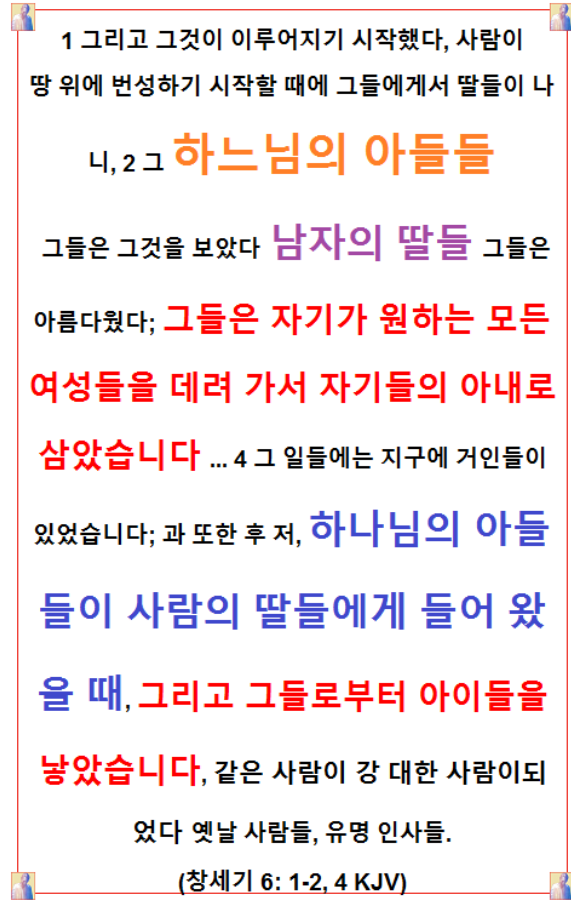 1 그리고 그것이 이루어지기 시작했다, 사람이
땅 위에 번성하기 시작할 때에 그들에게서 딸들이 나
니, 2 그 하느님의 아들들
그들은 그것을 보았다 남자의 딸들 그들은
아름다웠다; 그들은 자기가 원하는 모든
여성들을 데려 가서 자기들의 아내로
삼았습니다 ... 4 그 일들에는 지구에 거인들이
있었습니다; 과 또한 후 저, 하나님의 아들
들이 사람의 딸들에게 들어 왔
을 때, 그리고 그들로부터 아이들을
낳았습니다, 같은 사람이 강 대한 사람이되
었다 옛날 사람들, 유명 인사들.
(창세기 6: 1-2, 4 KJV)